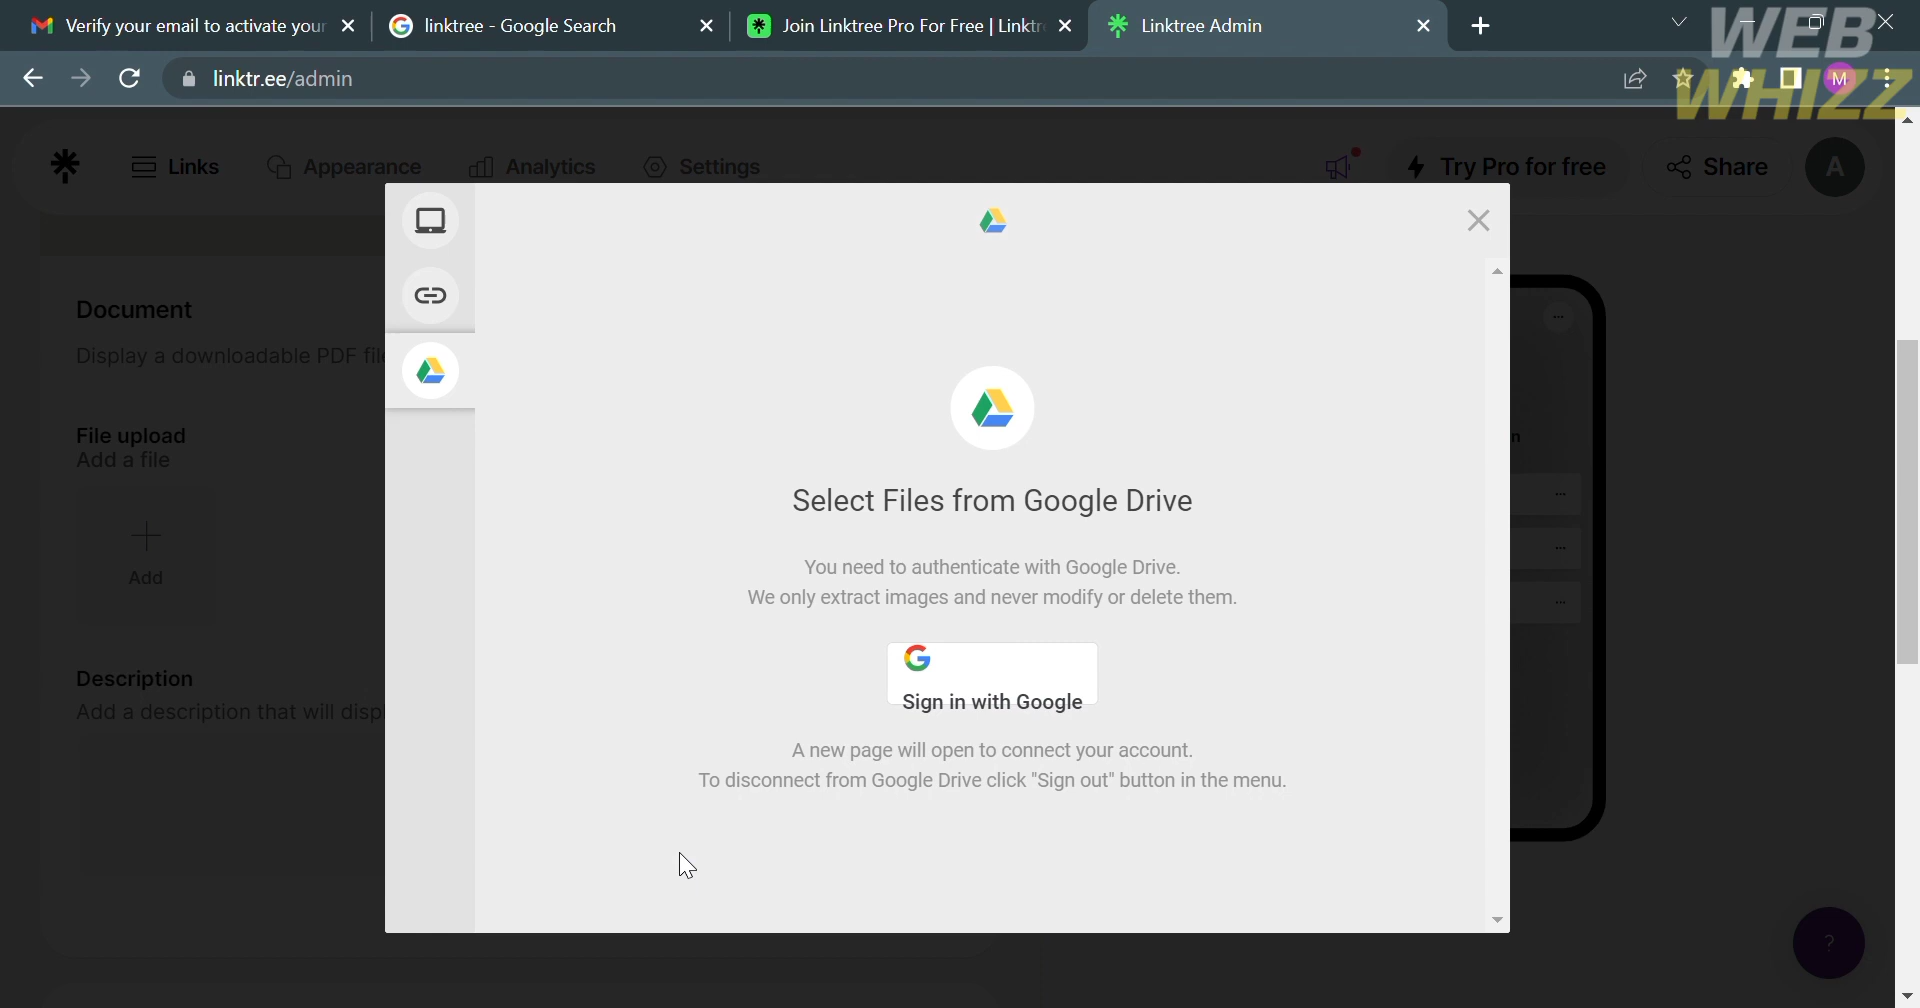 Verify your email to activate your
linktree - Google Search
Join Linktree Pro For Free | Linktr
Linktree Admin
linktr.ee/admin
M
WEB
WHIZZ
Links
Appearance
Analytics
Settings
Try Pro for free
Share
A
Document
Display a downloadable PDF file
File upload
Add a file
Add
Description
Add a description that will displ
Select Files from Google Drive
You need to authenticate with Google Drive.
We only extract images and never modify or delete them.
Sign in with Google
A new page will open to connect your account.
To disconnect from Google Drive click "Sign out" button in the menu.
n
?